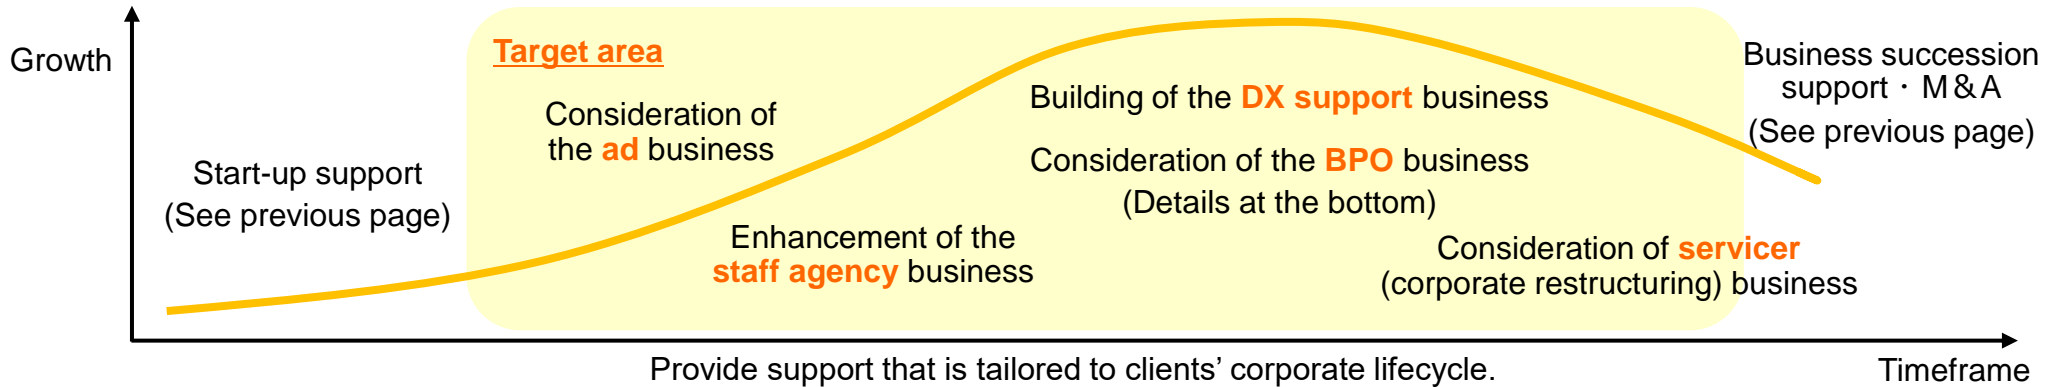 Growth
Target area
Consideration of
the ad business
Start-up support
(See previous page)
Enhancement of the
staff agency business
Building of the DX support business
Consideration of the BPO business
(Details at the bottom)
Consideration of servicer
(corporate restructuring) business
Business succession
support・M&A
(See previous page)
Provide support that is tailored to clients’ corporate lifecycle.
Timeframe